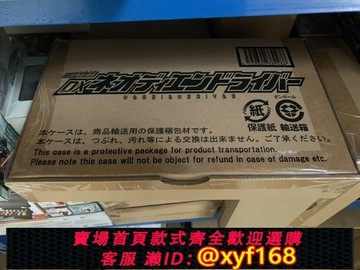 DXネオディエンドライバー
ダンボール
紙
保護紙 輸送箱
本ケースは、商品輸送用の保護梱包材です。
本ケースは、つぶれ、汚れ等による交換は出来ません。ご了承ください。
This case is a protective package for product transportation.
Please note this will not be object for refund in case of damage etc.
賣場首頁款式齊全歡迎選購
客服 瀨ID:@xyf168